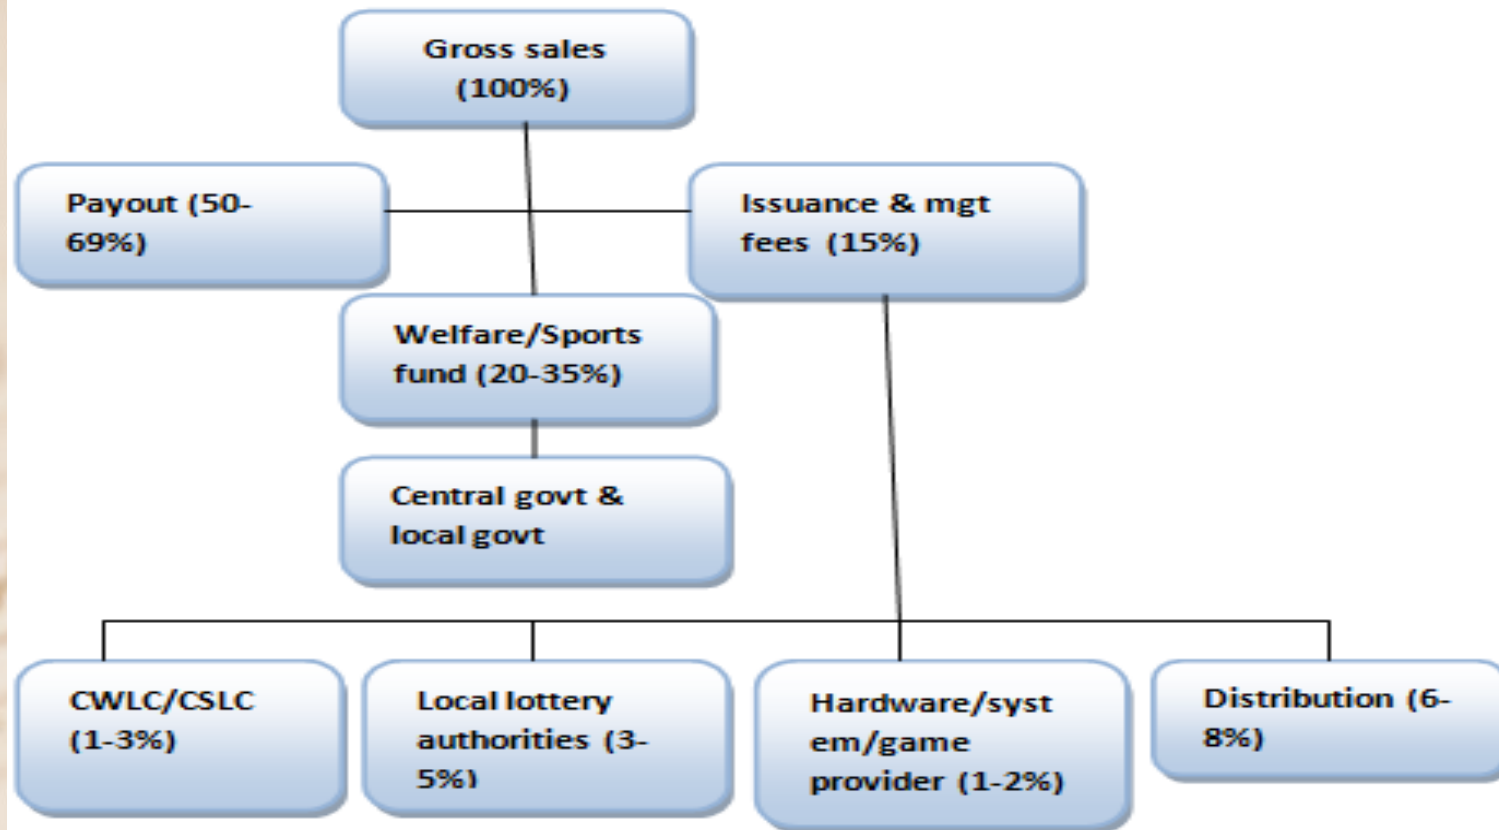 Gross sales
(100%)
Payout (50-
69%)
Issuance & mgt
fees (15%)
Welfare/Sports
fund (20-35%)
Central govt &
local govt
CWLC/CSLC
(1-3%)
Local lottery
authorities (3-
5%)
Hardware/syst
em/game
provider (1-2%)
Distribution (6-
8%)